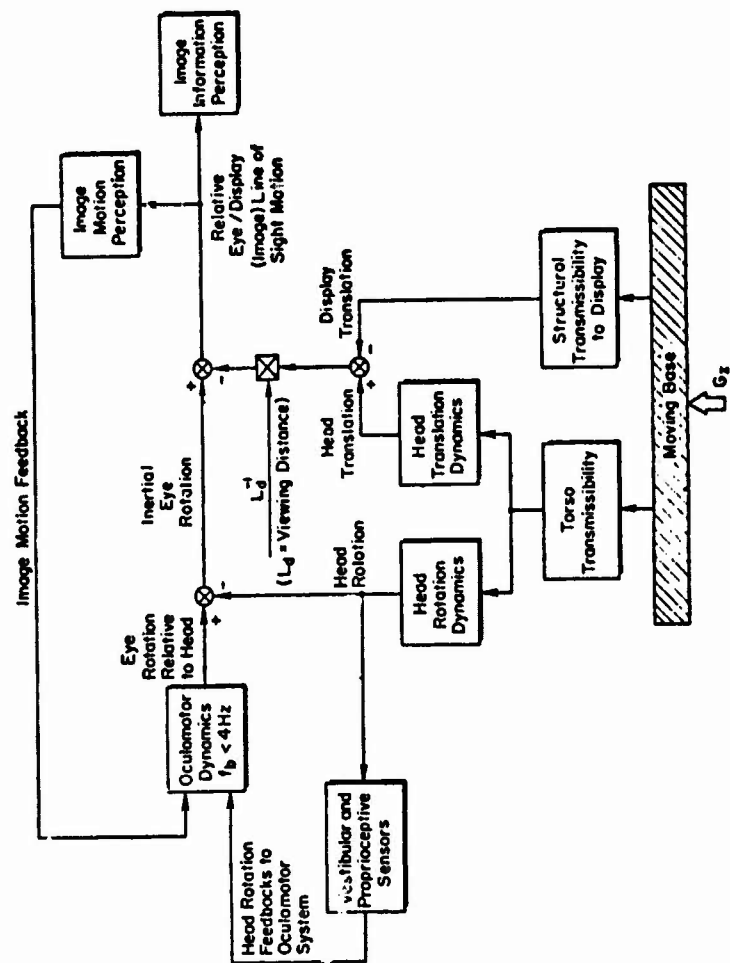 Image Motion Feedback
Image
Motion
Perception
Image
Information
Perception
Oculomotor
Dynamics
f_b < 4Hz
Eye
Rotation
Relative
to Head
+
-
Inertial
Eye
Rotation
+
-
Relative
Eye / Display
(Image) Line of
Sight Motion
L_d^-1
(L_d = Viewing Distance)
Head Rotation
Feedbacks to
Oculomotor
System
Head
Rotation
Head
Translation
Display
Translation
+
-
Vestibular and
Proprioceptive
Sensors
Head
Rotation
Dynamics
Head
Translation
Dynamics
Torso
Transmissibility
Structural
Transmissibility
to Display
Moving Base
G_z